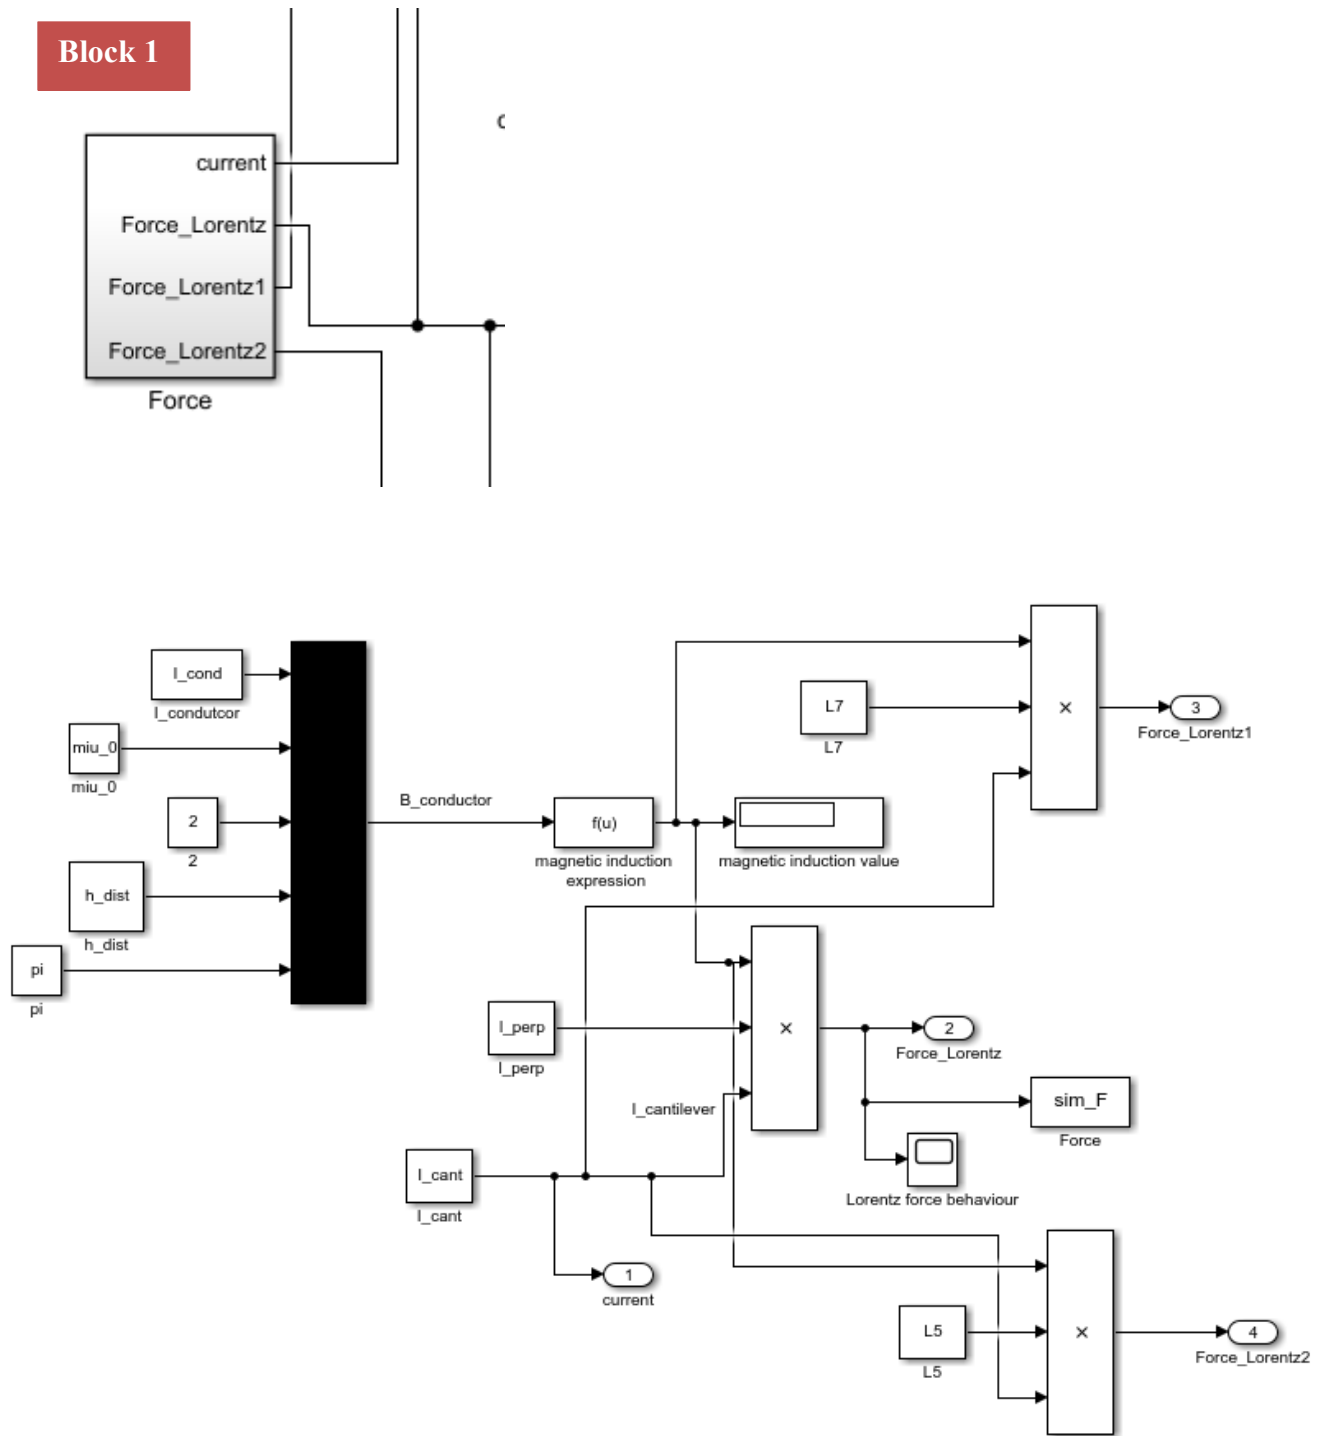 Block 1
current
Force_Lorentz
Force_Lorentz1
Force_Lorentz2
Force
I_cond
I_condutcor
miu_0
miu_0
2
2
h_dist
h_dist
pi
pi
B_conductor
f(u)
magnetic induction
expression
magnetic induction value
L7
L7
×
3
Force_Lorentz1
l_perp
l_perp
×
2
Force_Lorentz
sim_F
Force
Lorentz force behaviour
I_cantilever
I_cant
I_cant
1
current
L5
L5
×
4
Force_Lorentz2